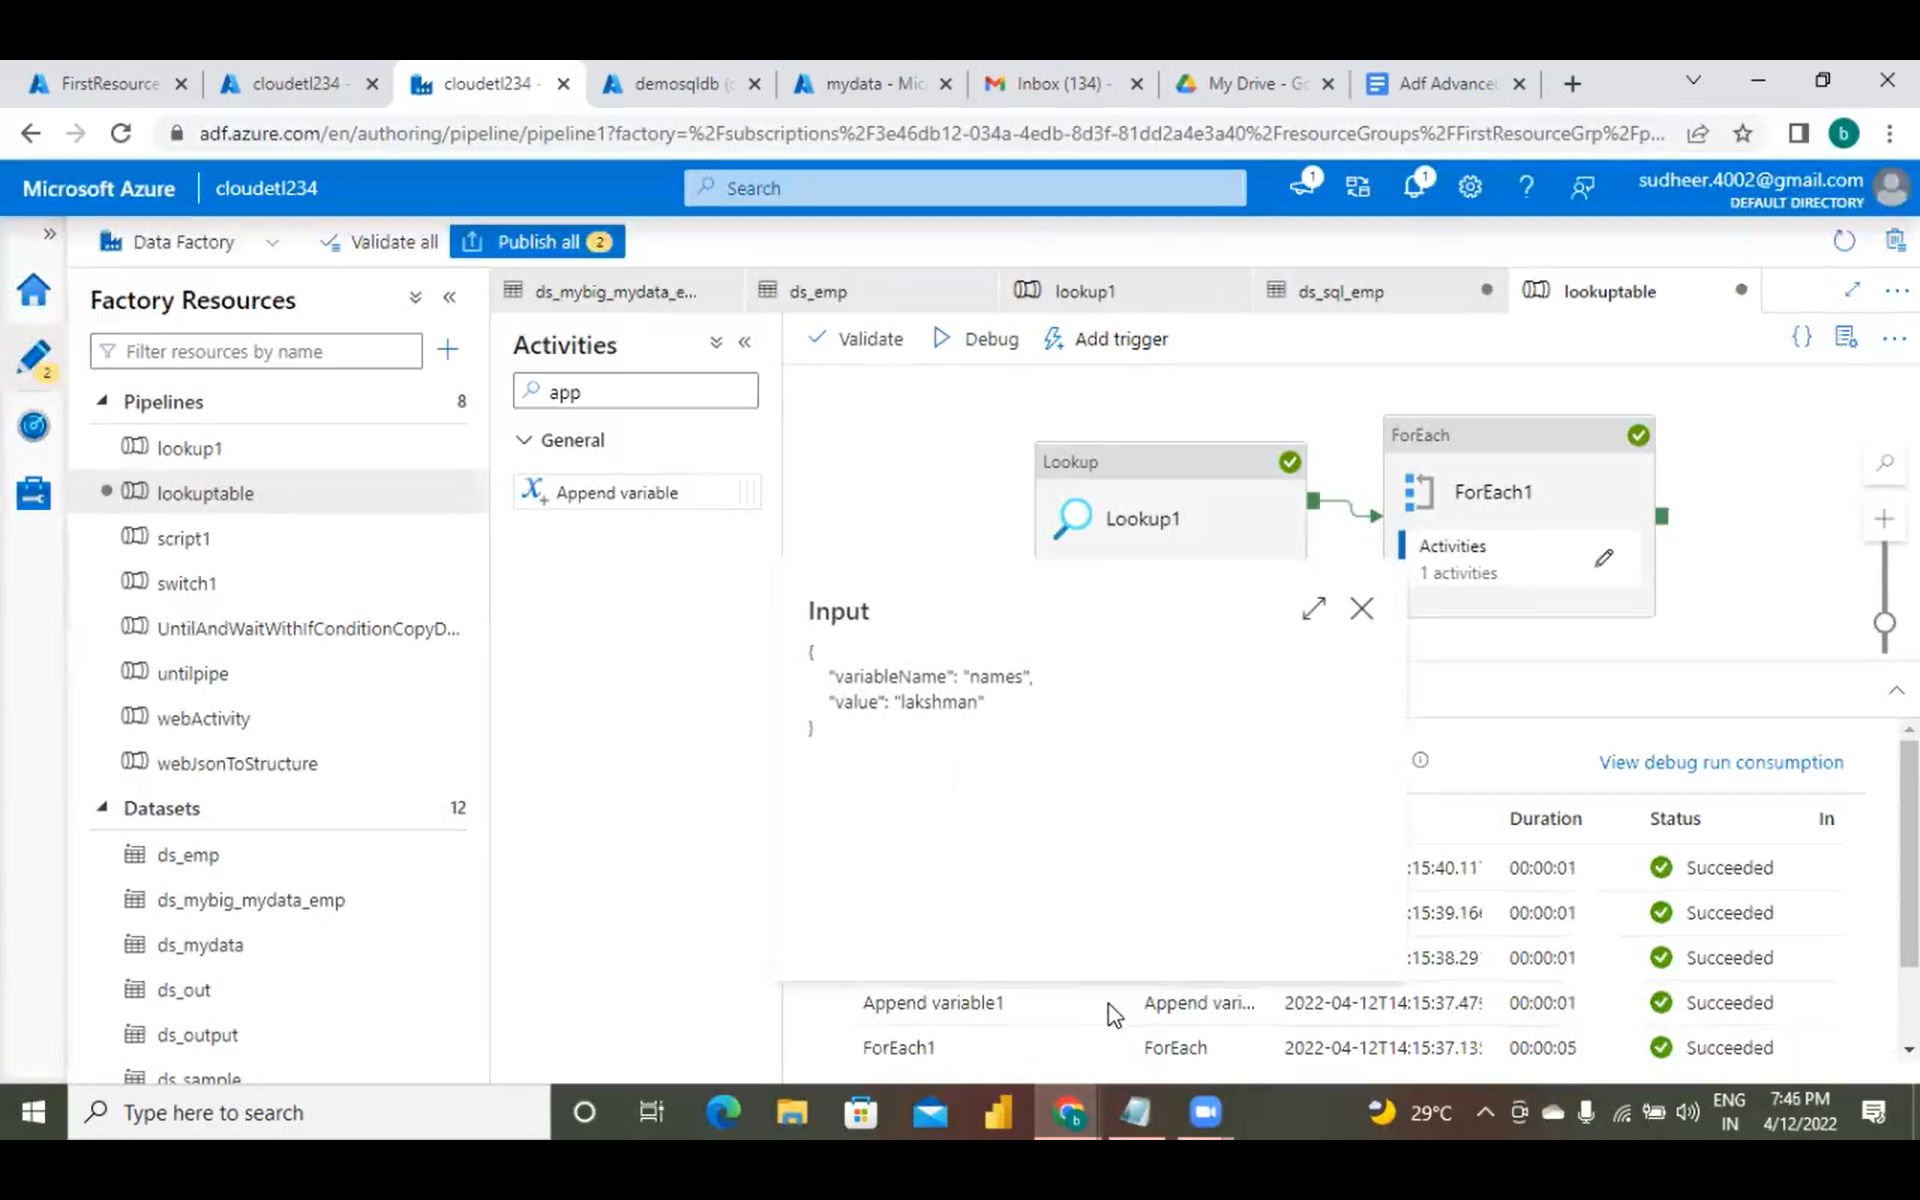 FirstResource
cloudetl234 -
cloudetl234 -
demosqldb (c
mydata - Mic
Inbox (134) -
My Drive - Go
Adf Advance
adf.azure.com/en/authoring/pipeline/pipeline1?factory=%2Fsubscriptions%2F3e46db12-034a-4edb-8d3f-81dd2a4e3a40%2FresourceGroups%2FFirstResourceGrp%2Fp...
b
Microsoft Azure
cloudetl234
Search
1
1
sudheer.4002@gmail.com
DEFAULT DIRECTORY
Data Factory
Validate all
Publish all 2
Factory Resources
Filter resources by name
2
Pipelines 8
lookup1
lookuptable
script1
switch1
UntilAndWaitWithIfConditionCopyD...
untilpipe
webActivity
webJsonToStructure
Datasets 12
ds_emp
ds_mybig_mydata_emp
ds_mydata
ds_out
ds_output
ds_sample
ds_mybig_mydata_e...
ds_emp
lookup1
ds_sql_emp
lookuptable
Activities
app
General
Append variable
Validate
Debug
Add trigger
Lookup
Lookup1
ForEach
ForEach1
Activities
1 activities
Input
{
"variableName": "names",
"value": "lakshman"
}
View debug run consumption
Duration Status In
:15:40.11 00:00:01 Succeeded
:15:39.16 00:00:01 Succeeded
:15:38.29 00:00:01 Succeeded
Append variable1 Append vari... 2022-04-12T14:15:37.47 00:00:01 Succeeded
ForEach1 ForEach 2022-04-12T14:15:37.13 00:00:05 Succeeded
Type here to search
b
29°C
ENG
IN
7:45 PM
4/12/2022